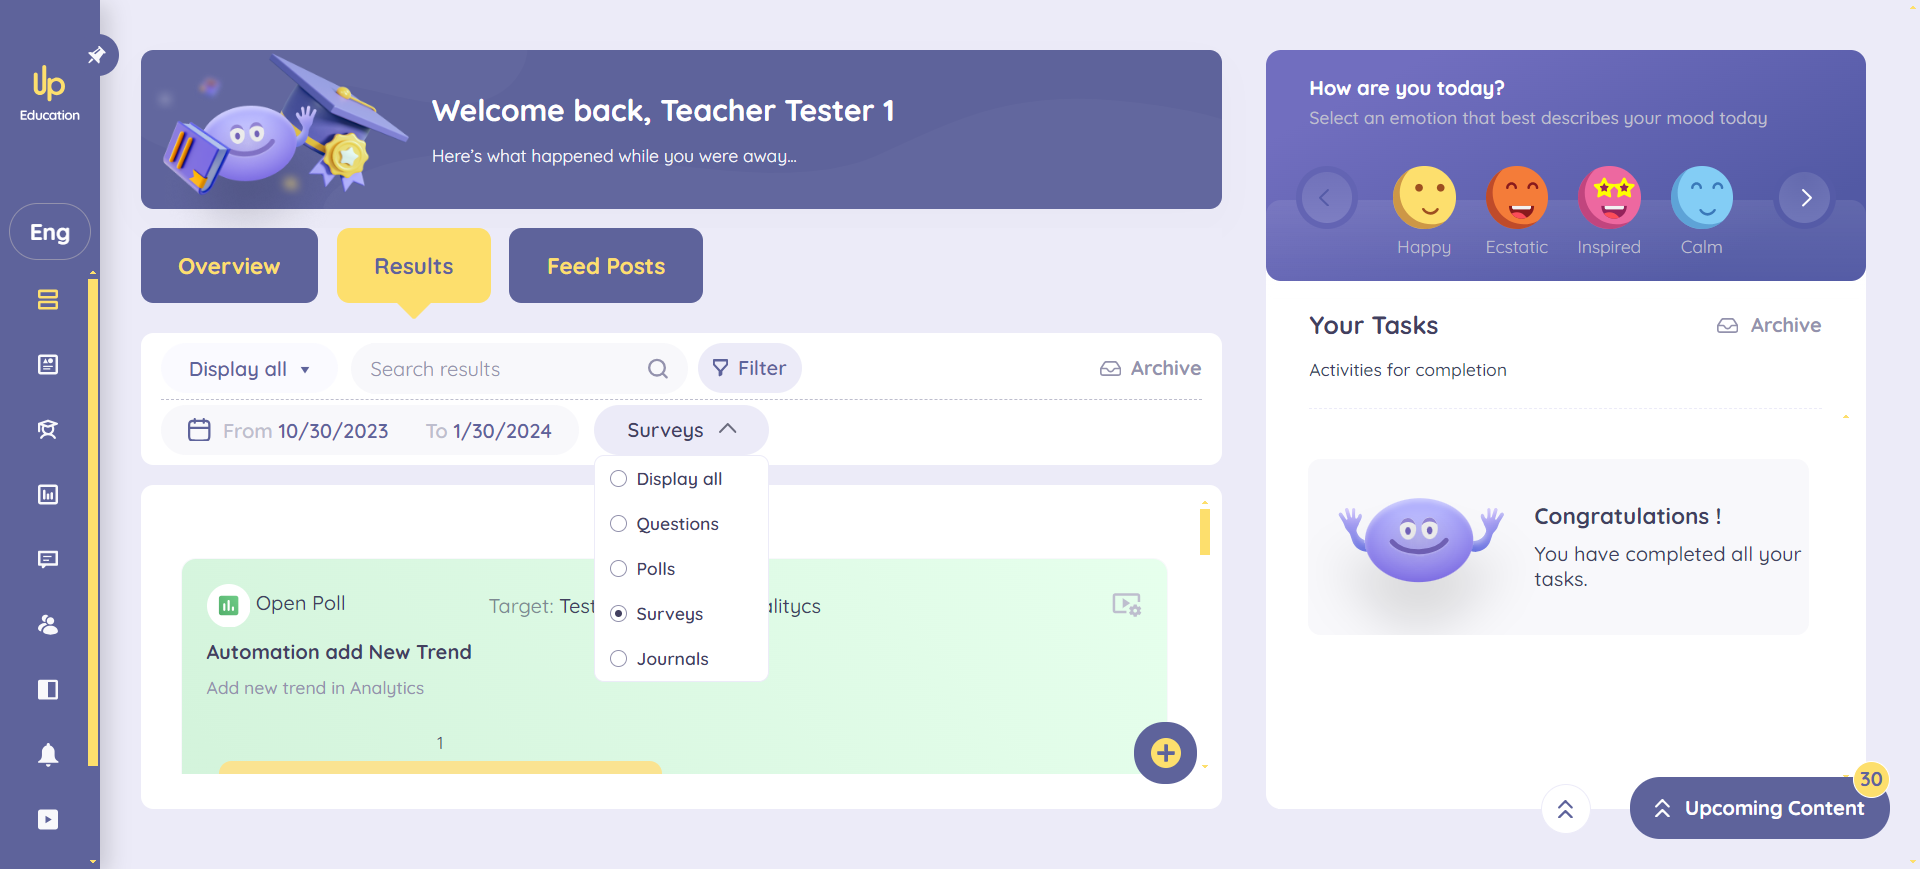 Up
Education
Eng
Welcome back, Teacher Tester 1
Here's what happened while you were away...
Overview
Results
Feed Posts
Display all
Search results
Filter
Archive
From 10/30/2023
To 1/30/2024
Surveys
Display all
Questions
Polls
Surveys
Journals
Open Poll
Target: Test
alitycs
Automation add New Trend
Add new trend in Analytics
1
How are you today?
Select an emotion that best describes your mood today
Happy
Ecstatic
Inspired
Calm
Your Tasks
Archive
Activities for completion
Congratulations !
You have completed all your
tasks.
30
Upcoming Content